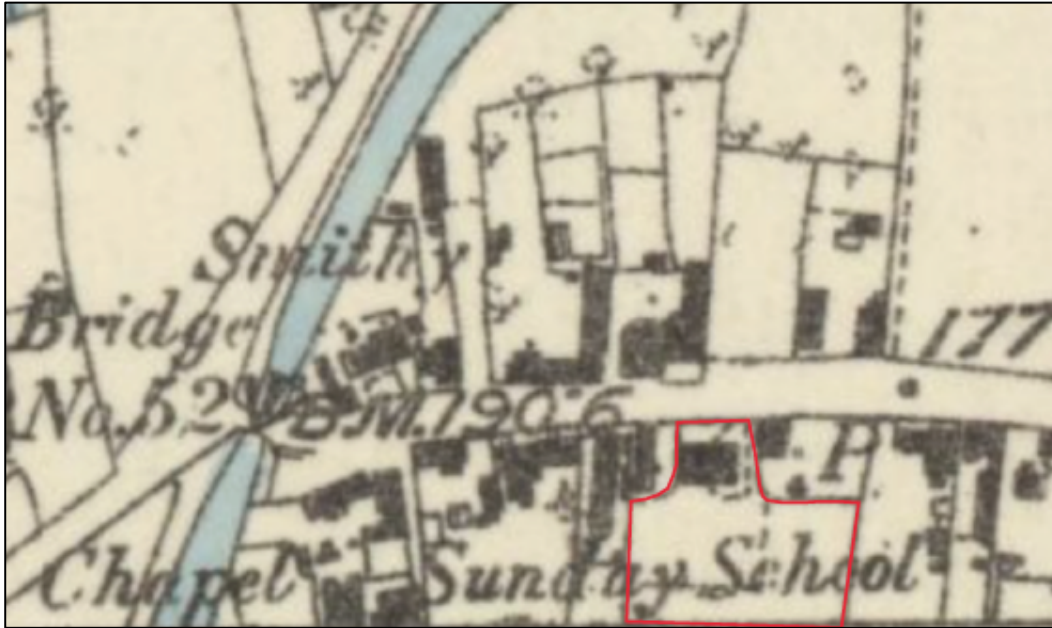 Smithy
Bridge
177
No. 52
B.M. 190·6
P
Chapel
Sunday School